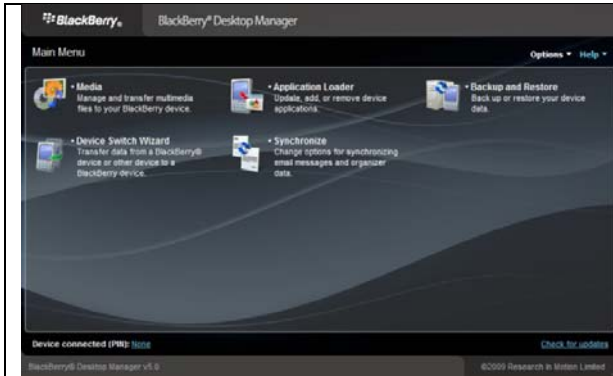 BlackBerry® BlackBerry® Desktop Manager
Main Menu Options Help
Media
Manage and transfer multimedia
files to your BlackBerry device.
Application Loader
Update, add, or remove device
applications.
Backup and Restore
Back up or restore your device
data.
Device Switch Wizard
Transfer data from a BlackBerry®
device or other device to a
BlackBerry device.
Synchronize
Change options for synchronizing
email messages and organizer
data.
Device connected (PIN): None Check for updates
BlackBerry® Desktop Manager v5.0 ©2009 Research In Motion Limited